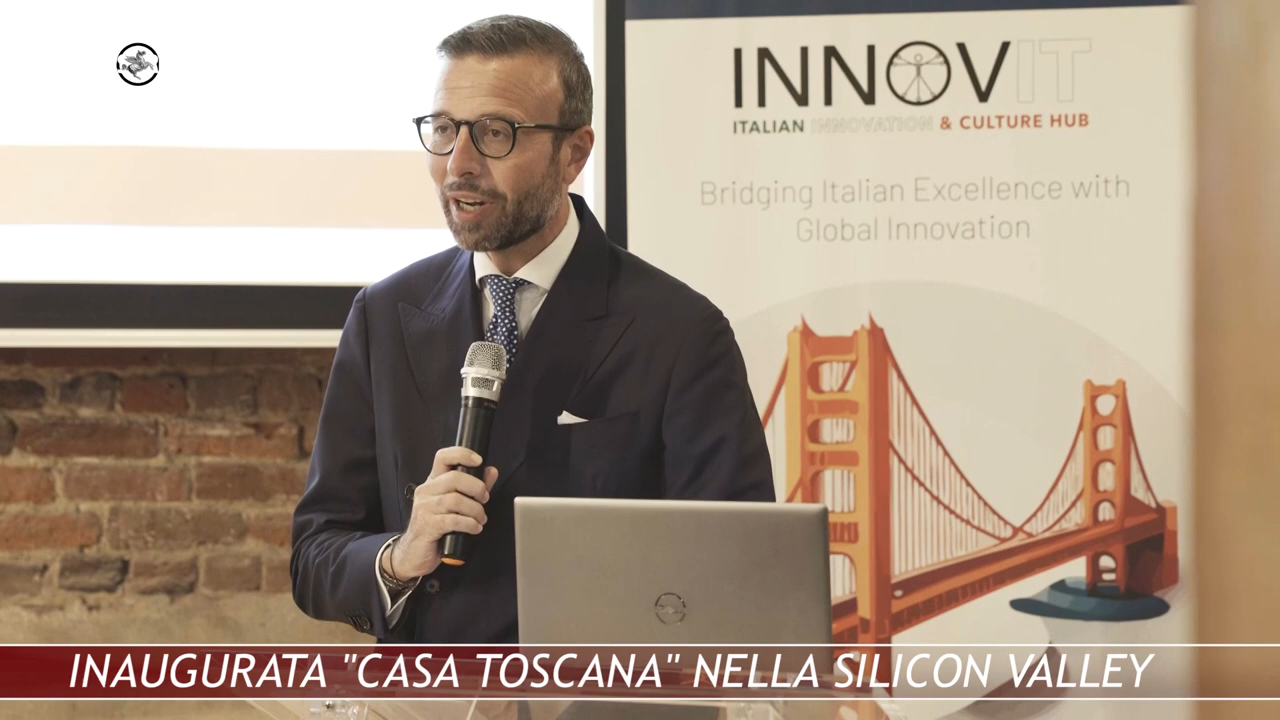 INNOVIT
ITALIAN INNOVATION & CULTURE HUB
Bridging Italian Excellence with
Global Innovation
INAUGURATA "CASA TOSCANA" NELLA SILICON VALLEY